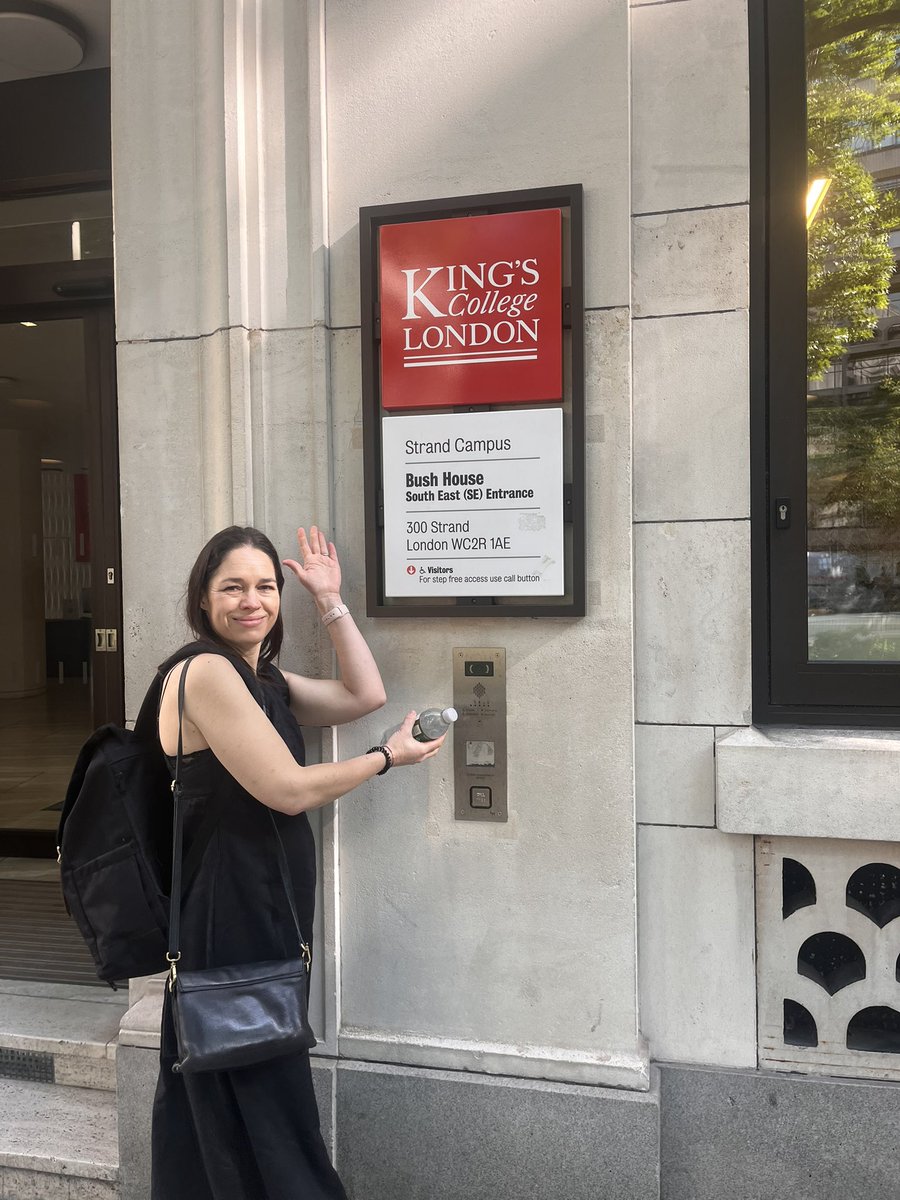 KING'S
College
LONDON
Strand Campus
Bush House
South East (SE) Entrance
300 Strand
London WC2R 1AE
Visitors
For step free access use call button